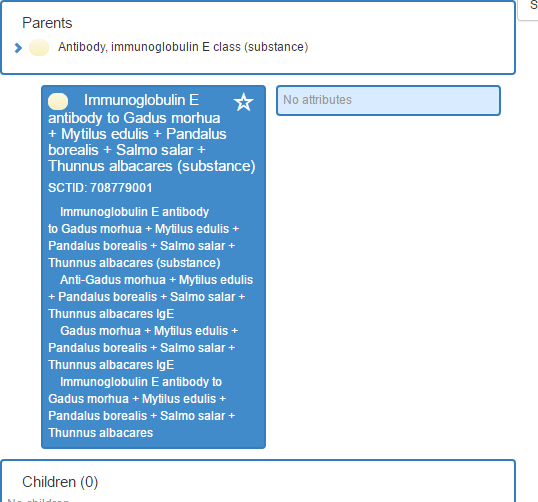 S
Parents
Antibody, immunoglobulin E class (substance)
Immunoglobulin E
antibody to Gadus morhua
+ Mytilus edulis + Pandalus
borealis + Salmo salar +
Thunnus albacares (substance)
No attributes
SCTID: 708779001
Immunoglobulin E antibody
to Gadus morhua + Mytilus edulis +
Pandalus borealis + Salmo salar +
Thunnus albacares (substance)
Anti-Gadus morhua + Mytilus edulis
+ Pandalus borealis + Salmo salar +
Thunnus albacares IgE
Gadus morhua + Mytilus edulis +
Pandalus borealis + Salmo salar +
Thunnus albacares IgE
Immunoglobulin E antibody to
Gadus morhua + Mytilus edulis +
Pandalus borealis + Salmo salar +
Thunnus albacares
Children (0)
No children